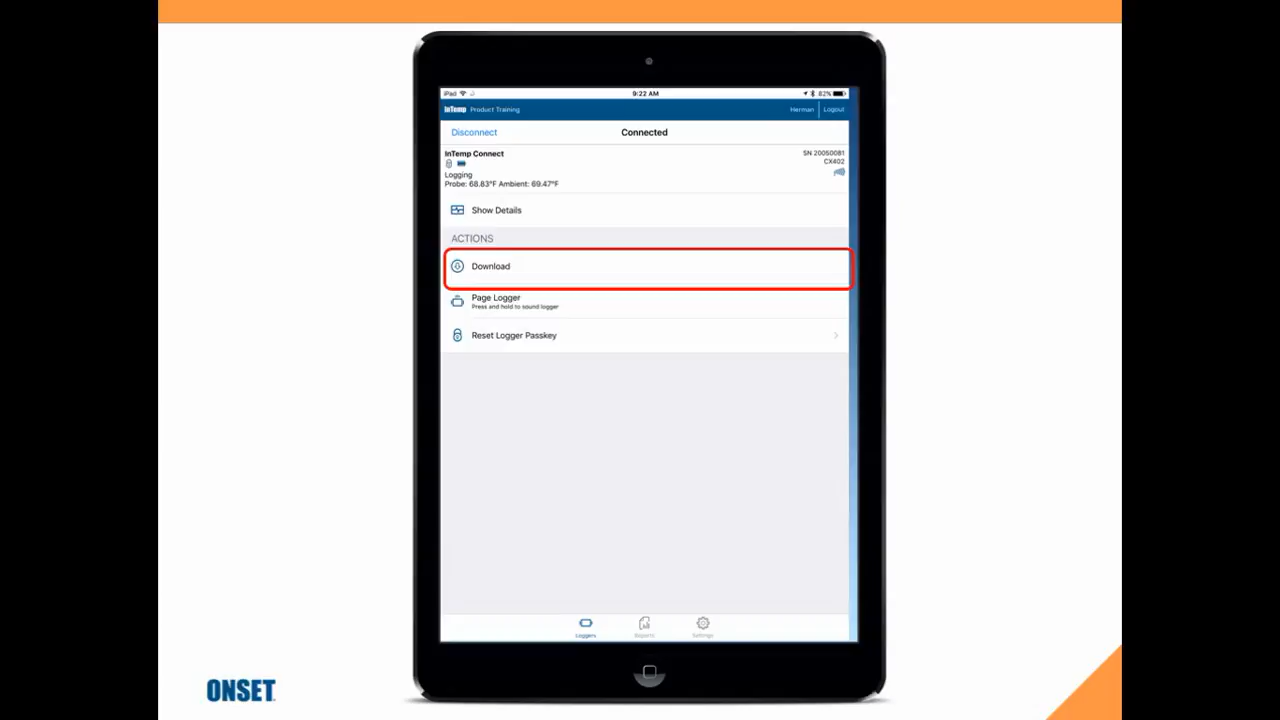 iPad
9:22 AM
82%
InTemp Product Training
Herman
Logout
Disconnect
Connected
InTemp Connect
SN 20050081
CX402
Logging
Probe: 68.83°F Ambient: 69.47°F
Show Details
ACTIONS
Download
Page Logger
Press and hold to sound logger
Reset Logger Passkey
Loggers
Reports
Settings
ONSET